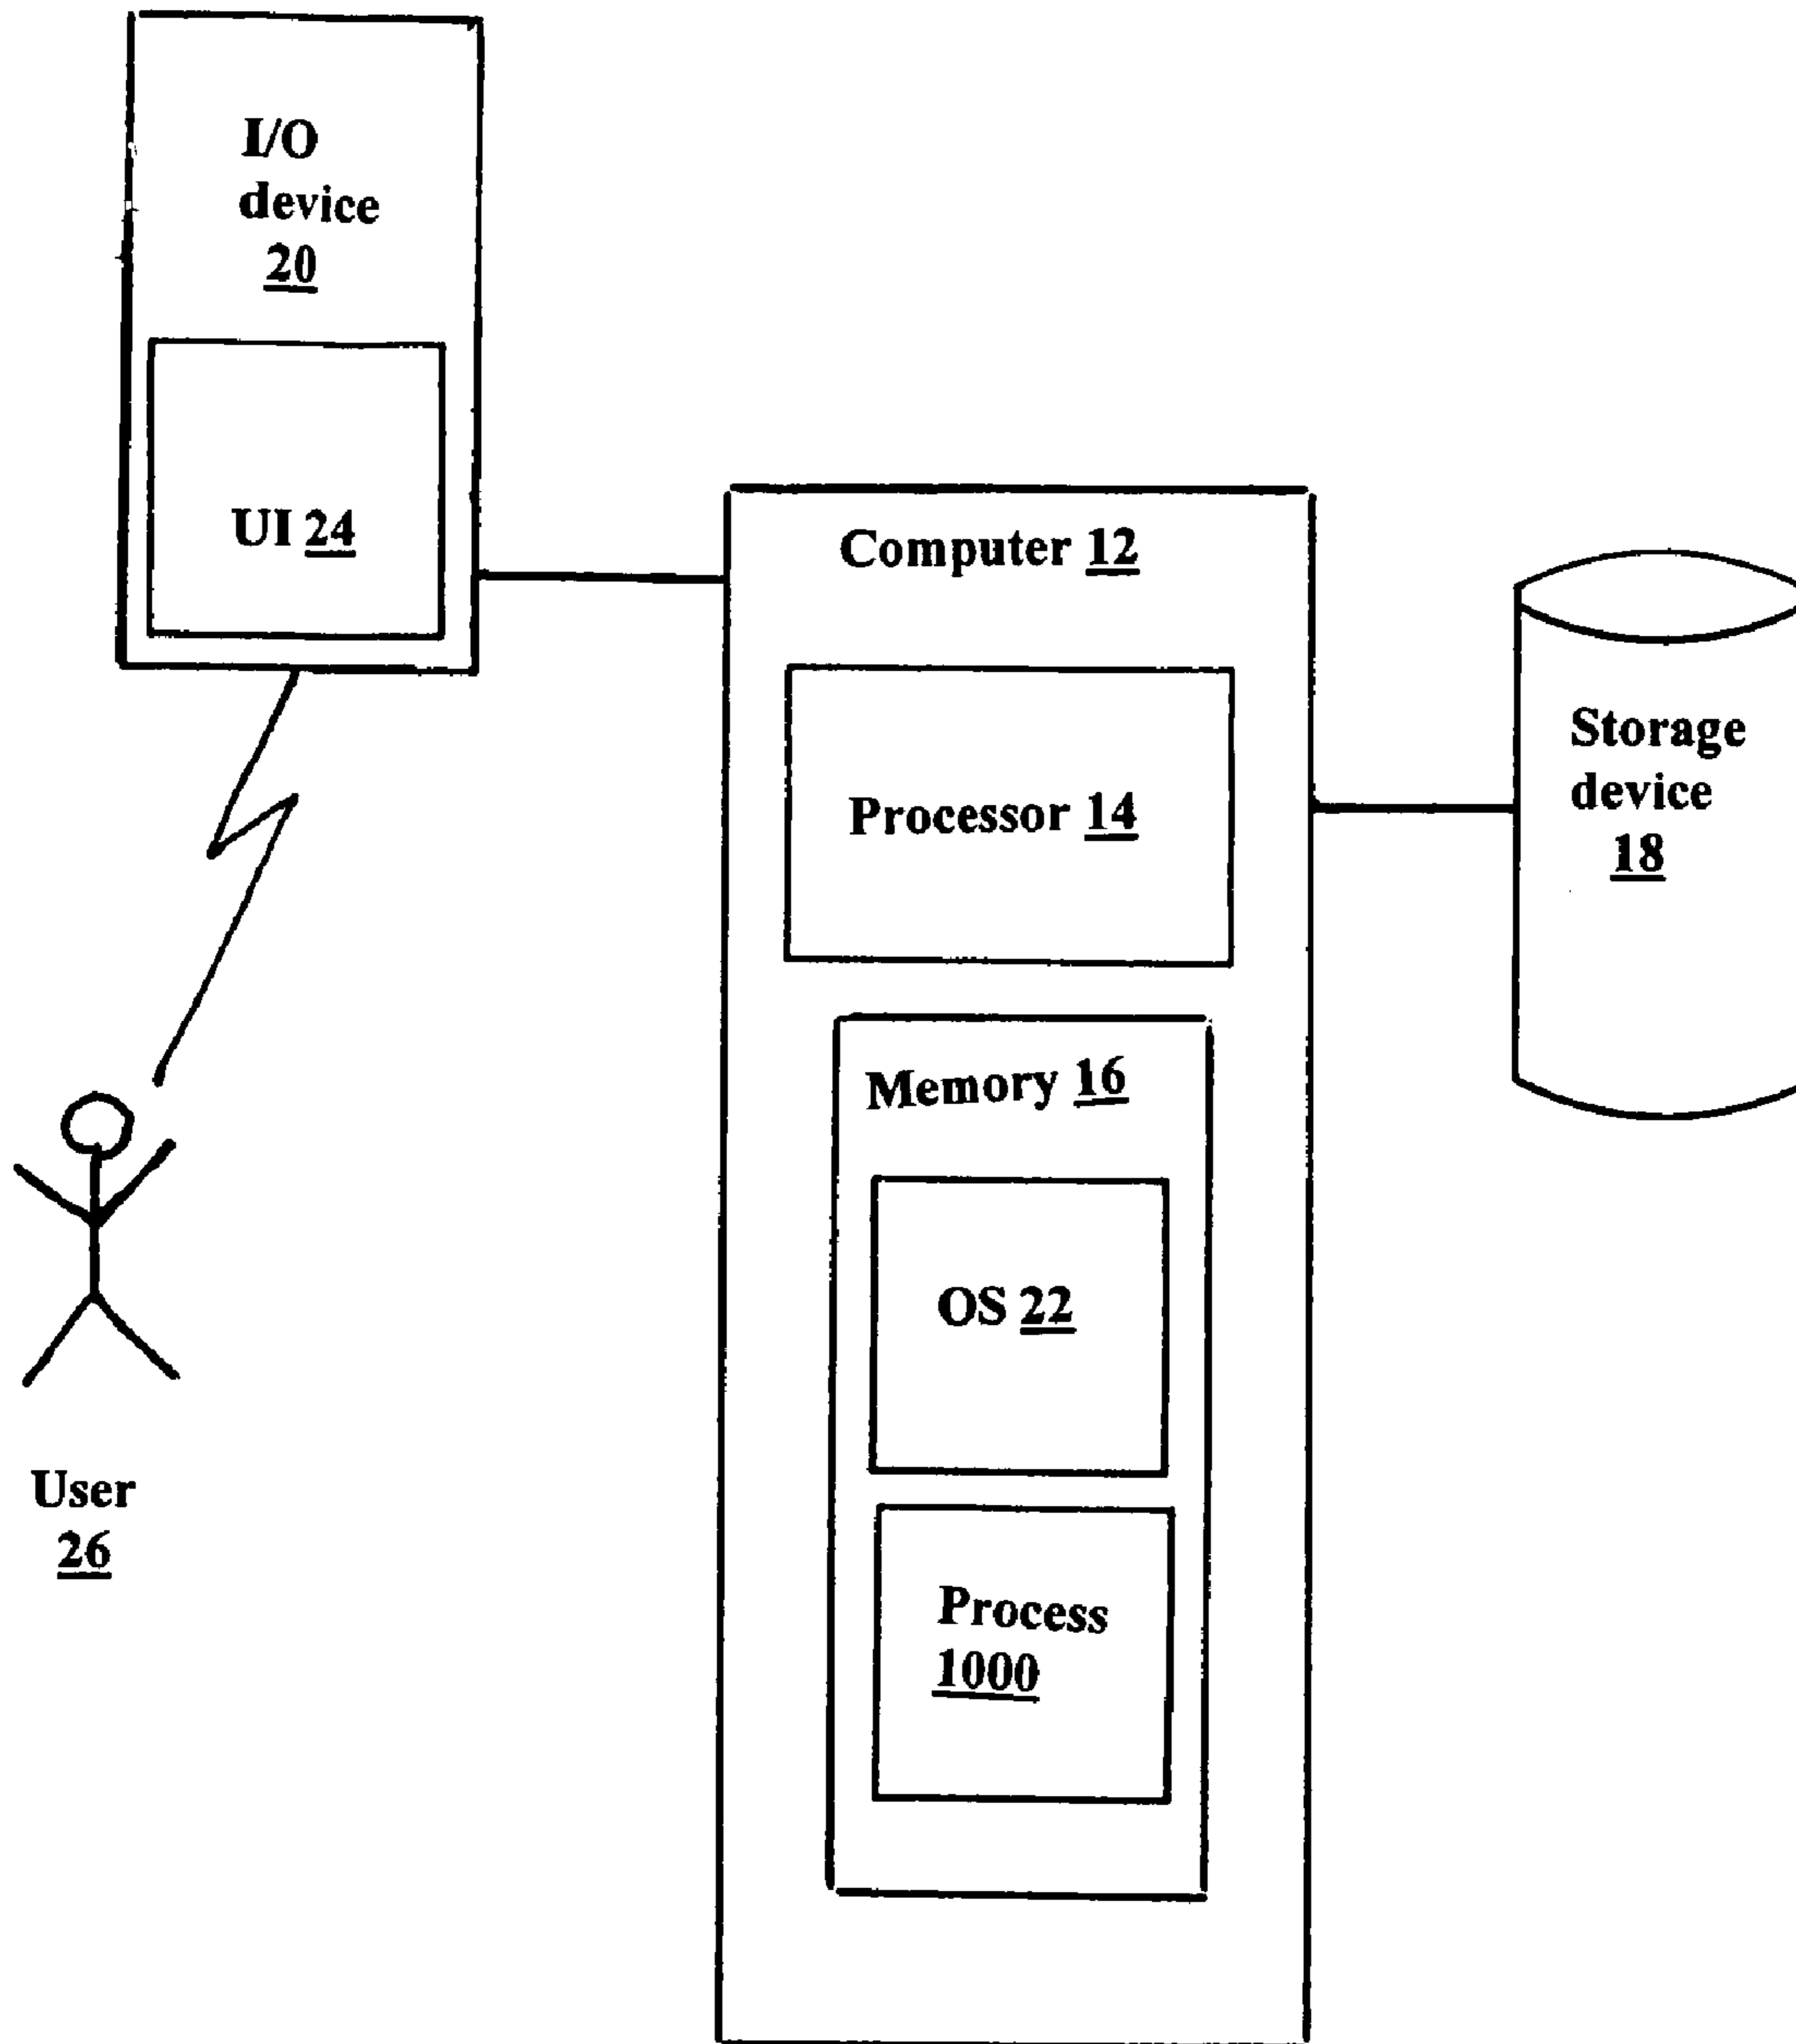 I/O
device
20
UI 24
Computer 12
Processor 14
Storage
device
18
Memory 16
OS 22
Process
1000
User
26